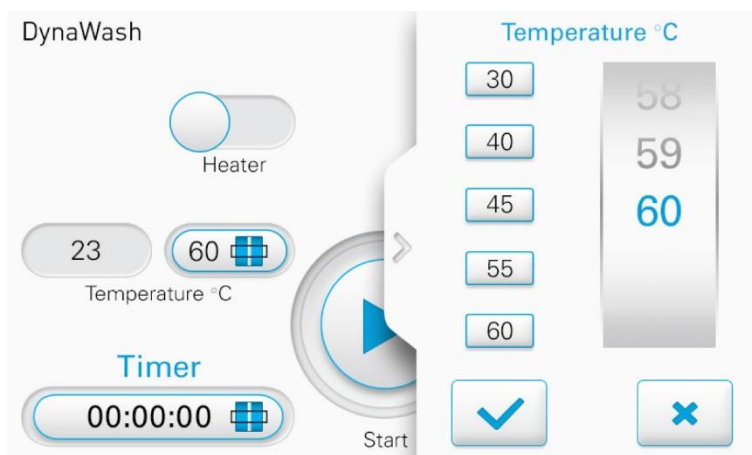 DynaWash
Heater
23
60
Temperature °C
Timer
00:00:00
Start
Temperature °C
30
40
45
55
60
58
59
60